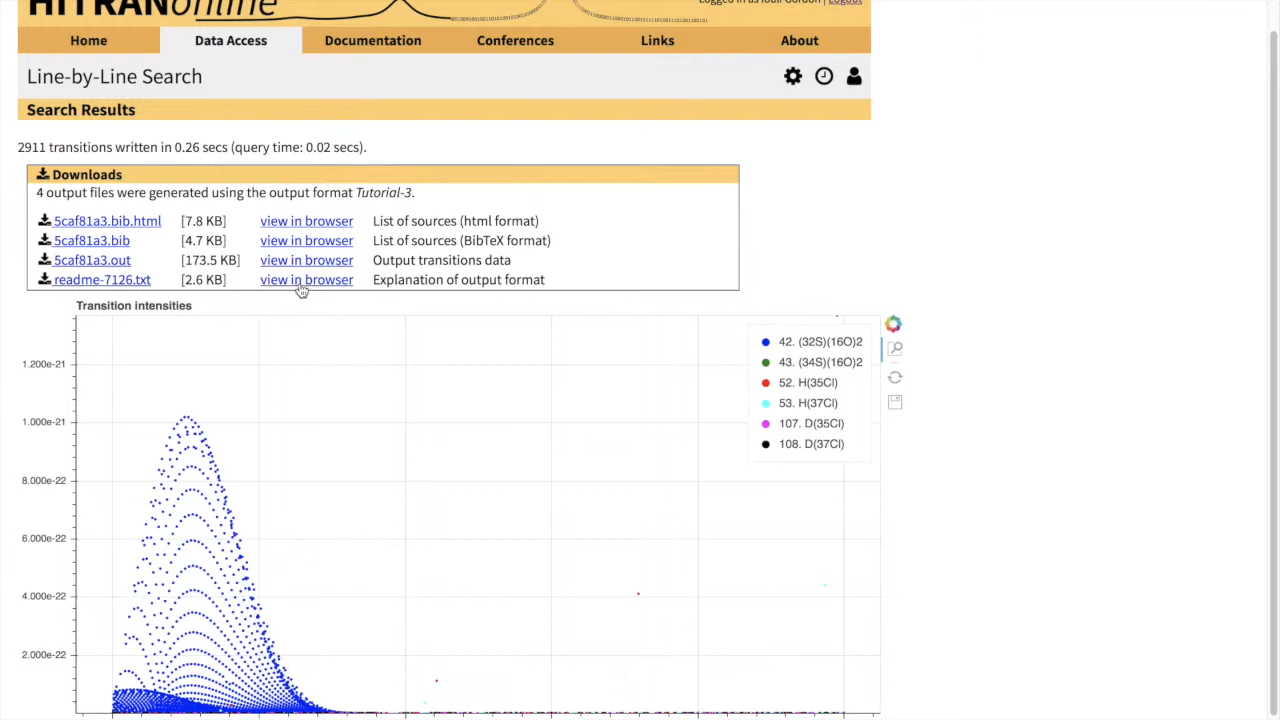 HITRANonline
Logged in as Iouli Gordon | Logout
Home Data Access Documentation Conferences Links About
Line-by-Line Search
Search Results
2911 transitions written in 0.26 secs (query time: 0.02 secs).
Downloads
4 output files were generated using the output format Tutorial-3.
5caf81a3.bib.html [7.8 KB] view in browser List of sources (html format)
5caf81a3.bib [4.7 KB] view in browser List of sources (BibTeX format)
5caf81a3.out [173.5 KB] view in browser Output transitions data
readme-7126.txt [2.6 KB] view in browser Explanation of output format
Transition intensities
42. (32S)(16O)2
43. (34S)(16O)2
52. H(35Cl)
53. H(37Cl)
107. D(35Cl)
108. D(37Cl)
1.200e-21
1.000e-21
8.000e-22
6.000e-22
4.000e-22
2.000e-22